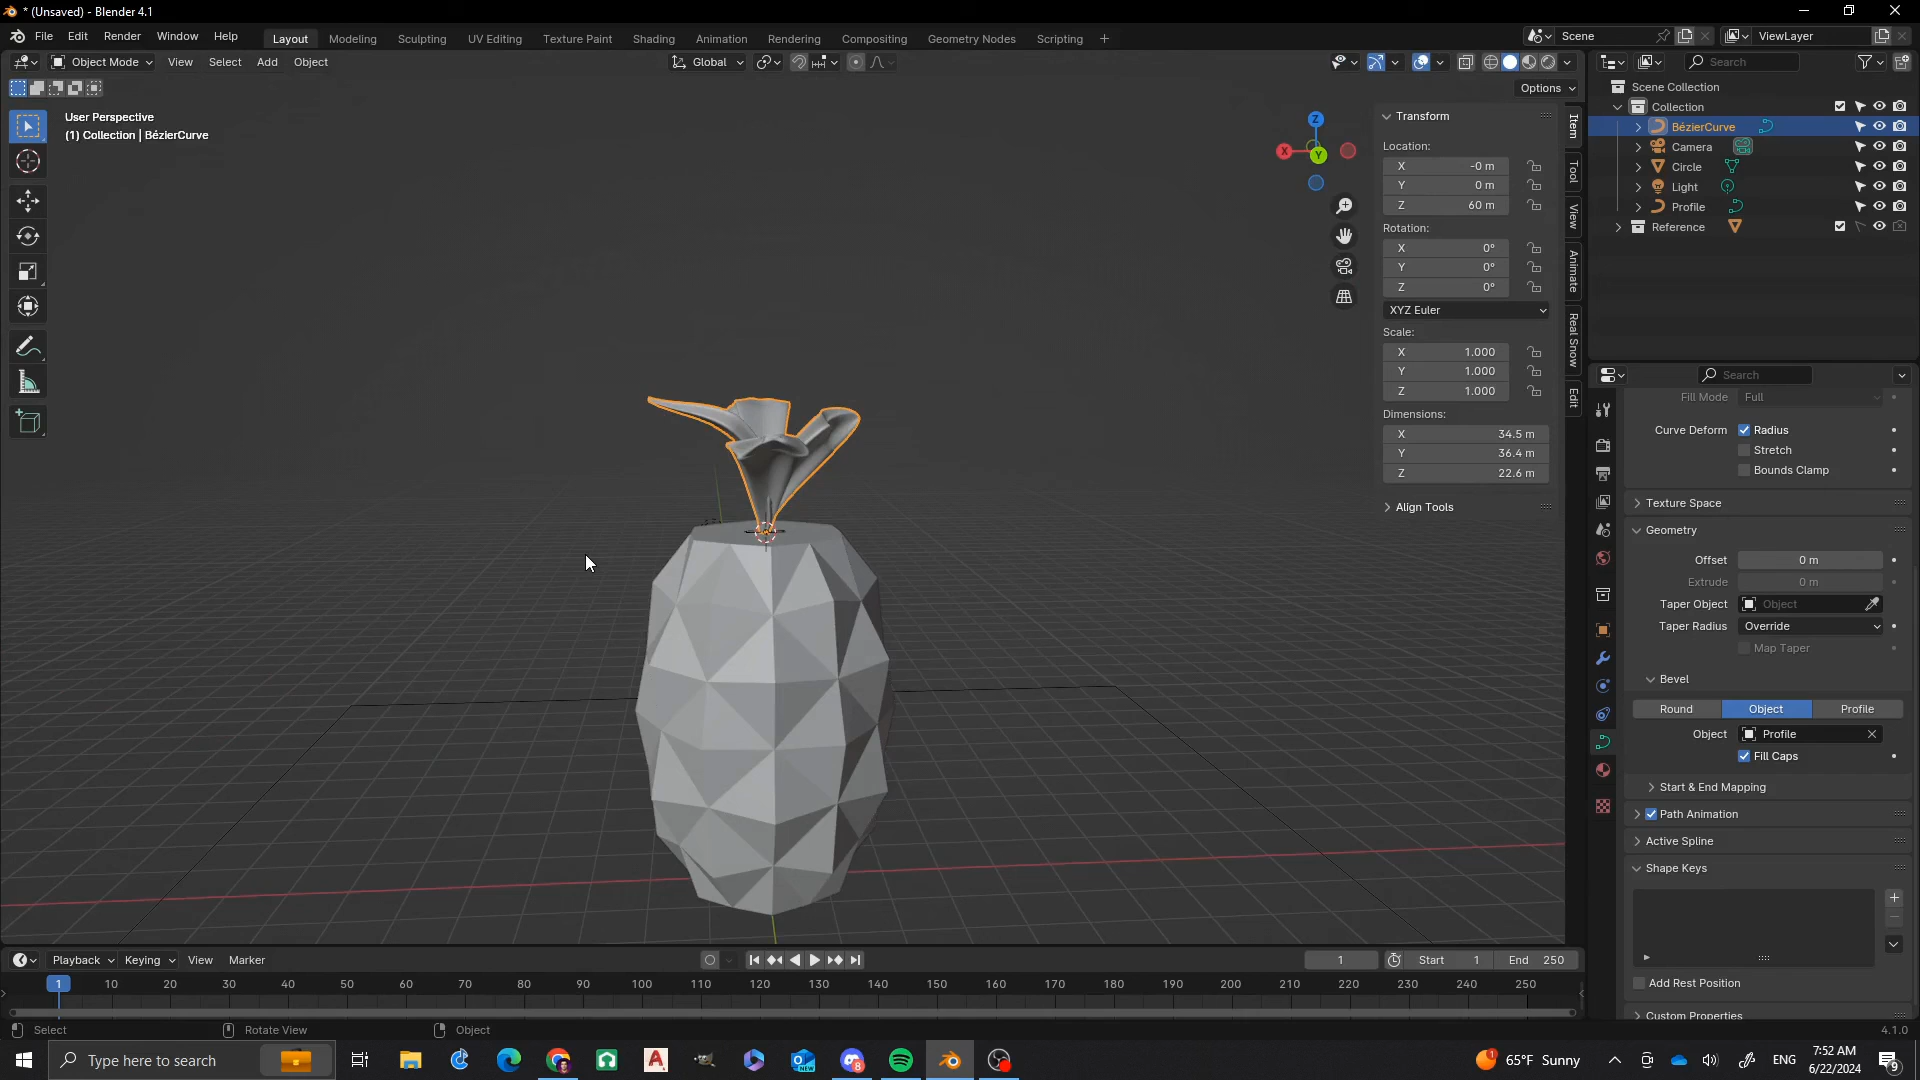 * (Unsaved) - Blender 4.1
File Edit Render Window Help Layout Modeling Sculpting UV Editing Texture Paint Shading Animation Rendering Compositing Geometry Nodes Scripting + Scene ViewLayer
Object Mode View Select Add Object Global Search
Options
User Perspective
(1) Collection | BézierCurve
Z
X
Y
Transform
Location:
X -0 m
Y 0 m
Z 60 m
Rotation:
X 0°
Y 0°
Z 0°
XYZ Euler
Scale:
X 1.000
Y 1.000
Z 1.000
Dimensions:
X 34.5 m
Y 36.4 m
Z 22.6 m
Align Tools
Item
Tool
View
Animate
Real Snow
Edit
Scene Collection
Collection
BézierCurve
Camera
Circle
Light
Profile
Reference
Search
Fill Mode Full
Curve Deform Radius
Stretch
Bounds Clamp
Texture Space
Geometry
Offset 0 m
Extrude 0 m
Taper Object Object
Taper Radius Override
Map Taper
Bevel
Round Object Profile
Object Profile
Fill Caps
Start & End Mapping
Path Animation
Active Spline
Shape Keys
Add Rest Position
Custom Properties
Playback Keying View Marker 1 Start 1 End 250
1 10 20 30 40 50 60 70 80 90 100 110 120 130 140 150 160 170 180 190 200 210 220 230 240 250
Select Rotate View Object 4.1.0
Type here to search 8 1 65°F Sunny ENG 7:52 AM
6/22/2024 9